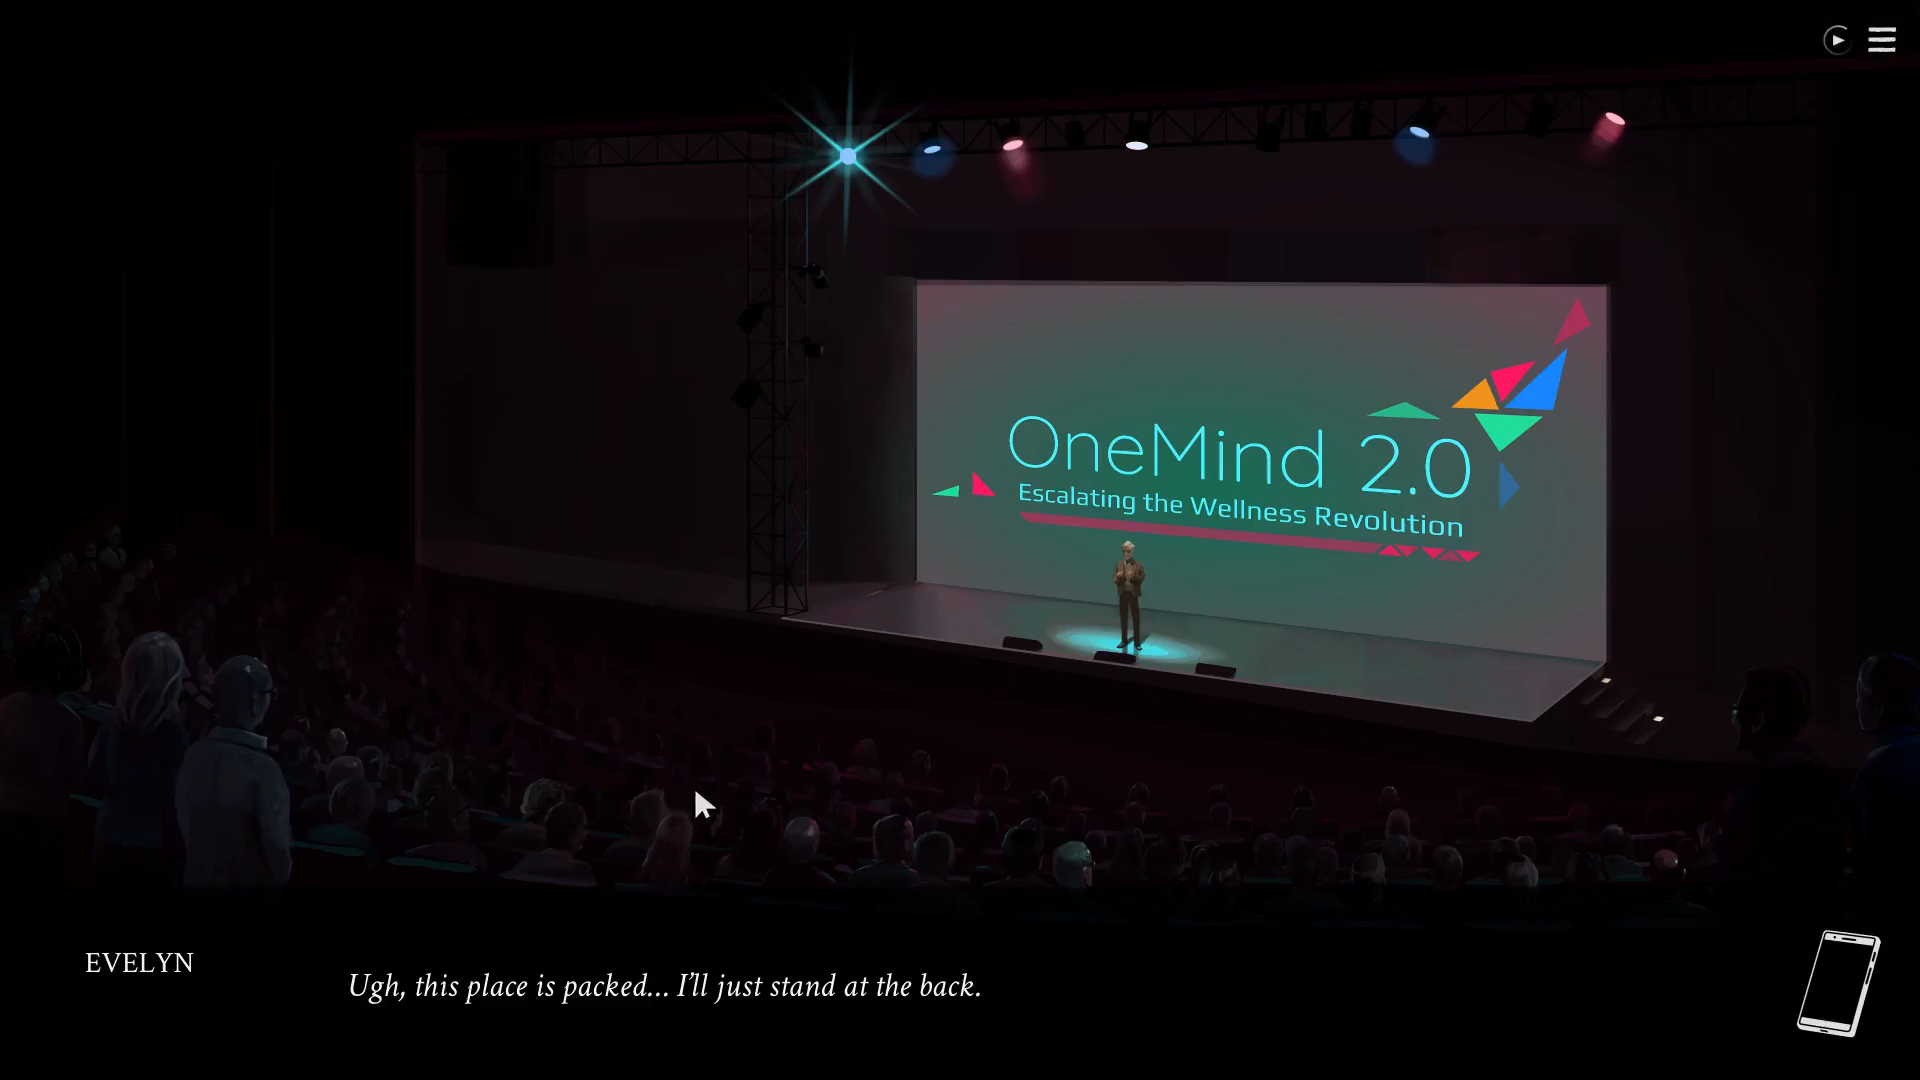 OneMind 2.0
Escalating the Wellness Revolution
EVELYN
Ugh, this place is packed... I'll just stand at the back.